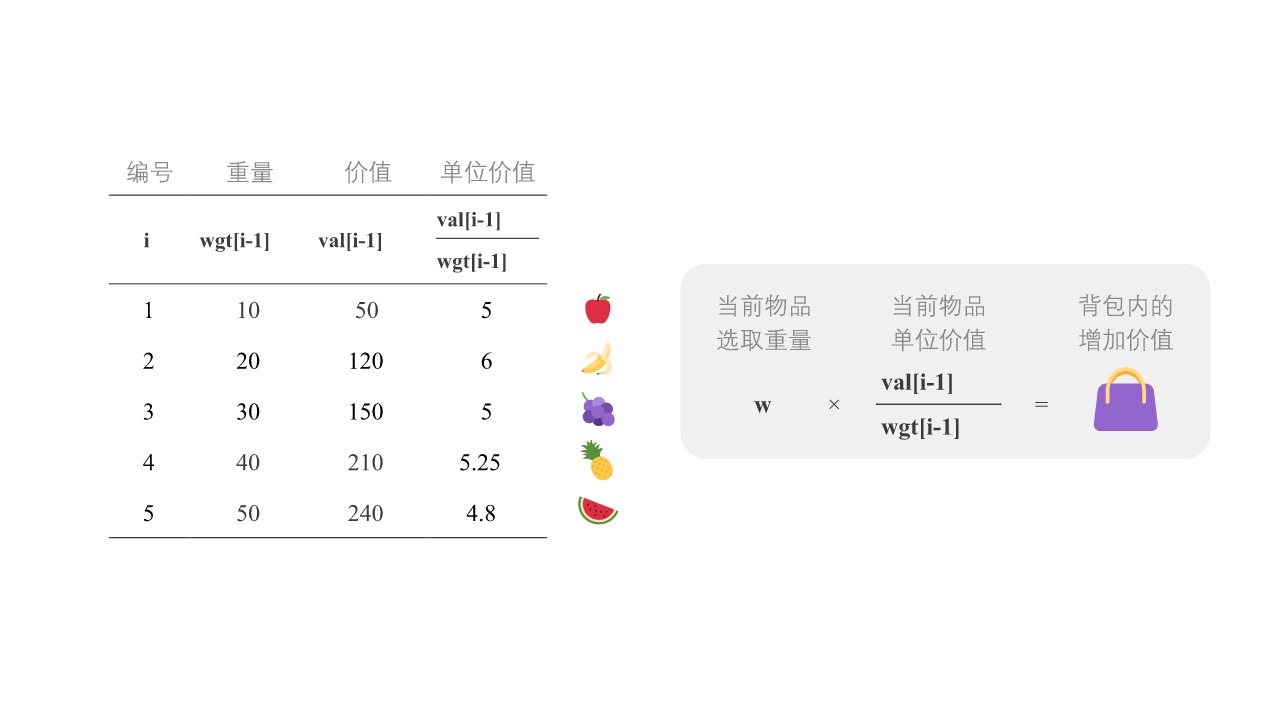 编号 重量 价值 单位价值
i wgt[i-1] val[i-1] val[i-1]
wgt[i-1]
1 10 50 5
2 20 120 6
3 30 150 5
4 40 210 5.25
5 50 240 4.8
当前物品 当前物品 背包内的
选取重量 单位价值 增加价值
val[i-1]
w × =
wgt[i-1]